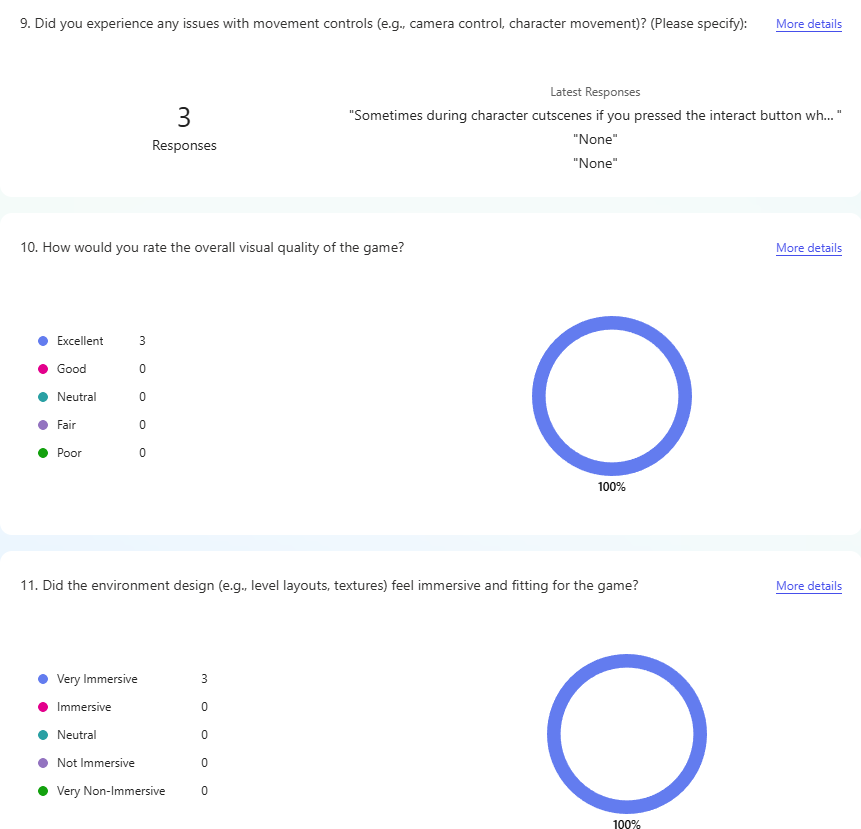 9. Did you experience any issues with movement controls (e.g., camera control, character movement)? (Please specify):
More details
3
Responses
Latest Responses
"Sometimes during character cutscenes if you pressed the interact button wh... "
"None"
"None"
10. How would you rate the overall visual quality of the game?
More details
Excellent 3
Good 0
Neutral 0
Fair 0
Poor 0
100%
11. Did the environment design (e.g., level layouts, textures) feel immersive and fitting for the game?
More details
Very Immersive 3
Immersive 0
Neutral 0
Not Immersive 0
Very Non-Immersive 0
100%